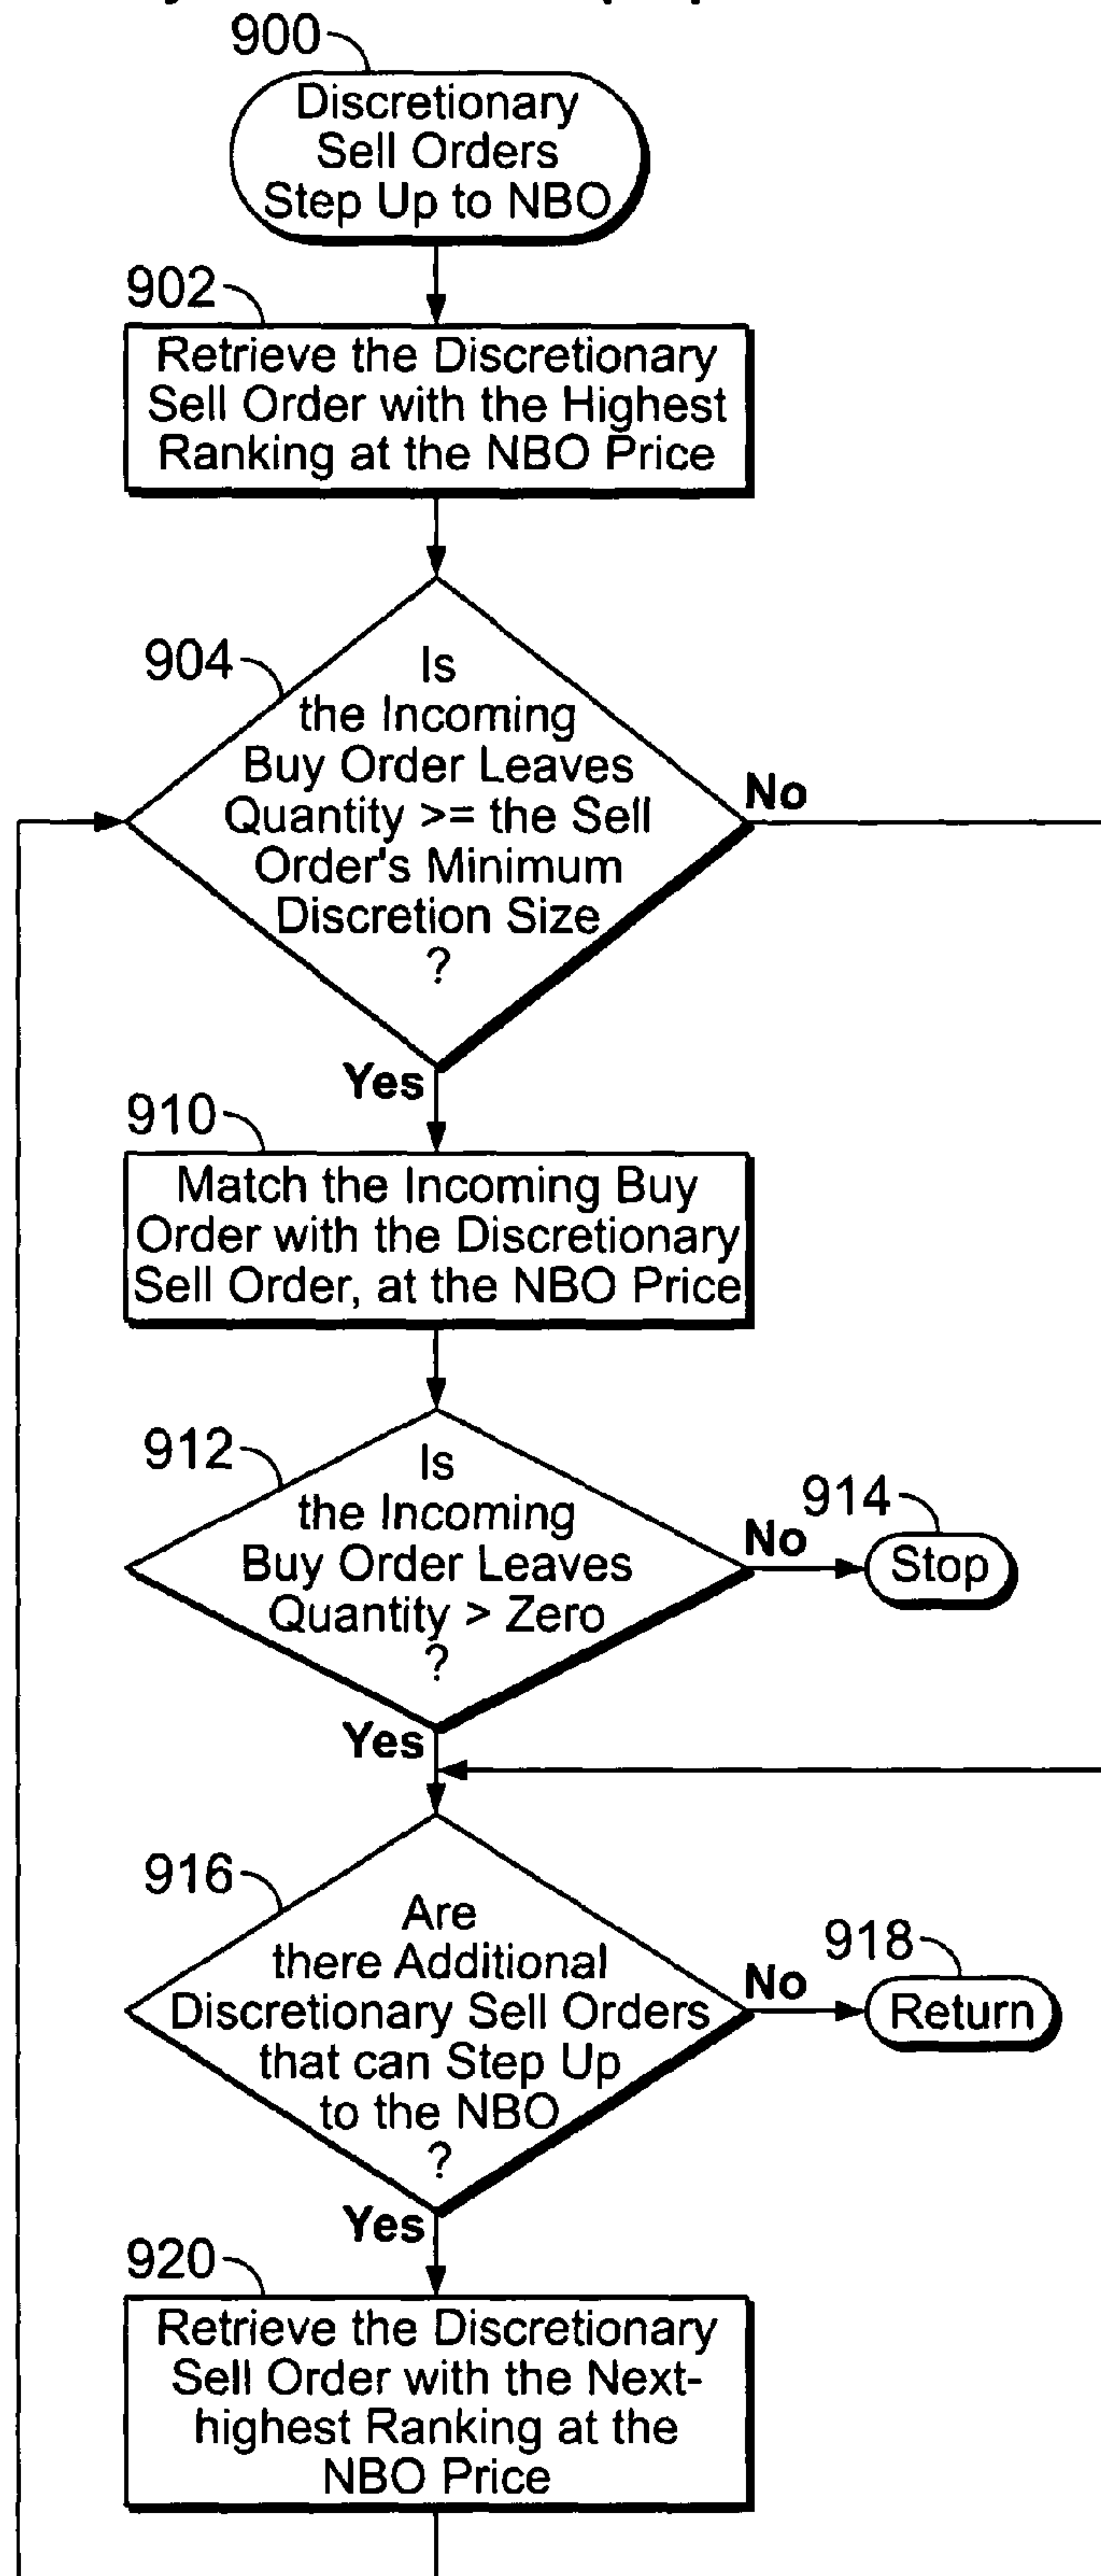 900
Discretionary
Sell Orders
Step Up to NBO
902
Retrieve the Discretionary
Sell Order with the Highest
Ranking at the NBO Price
904
Is
the Incoming
Buy Order Leaves
Quantity >= the Sell
Order's Minimum
Discretion Size
?
No
Yes
910
Match the Incoming Buy
Order with the Discretionary
Sell Order, at the NBO Price
912
Is
the Incoming
Buy Order Leaves
Quantity > Zero
?
No
914
Stop
Yes
916
Are
there Additional
Discretionary Sell Orders
that can Step Up
to the NBO
?
No
918
Return
Yes
920
Retrieve the Discretionary
Sell Order with the Next-
highest Ranking at the
NBO Price